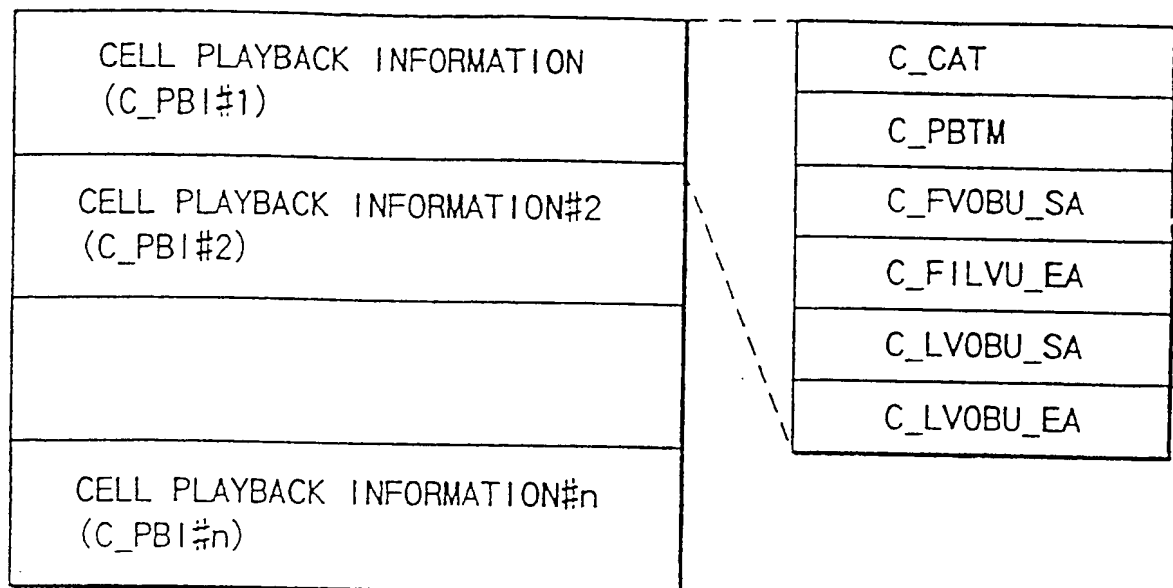 CELL PLAYBACK INFORMATION
(C_PBI#1)
CELL PLAYBACK INFORMATION#2
(C_PBI#2)
CELL PLAYBACK INFORMATION#n
(C_PBI#n)
C_CAT
C_PBTM
C_FVOBU_SA
C_FILVU_EA
C_LVOBU_SA
C_LVOBU_EA